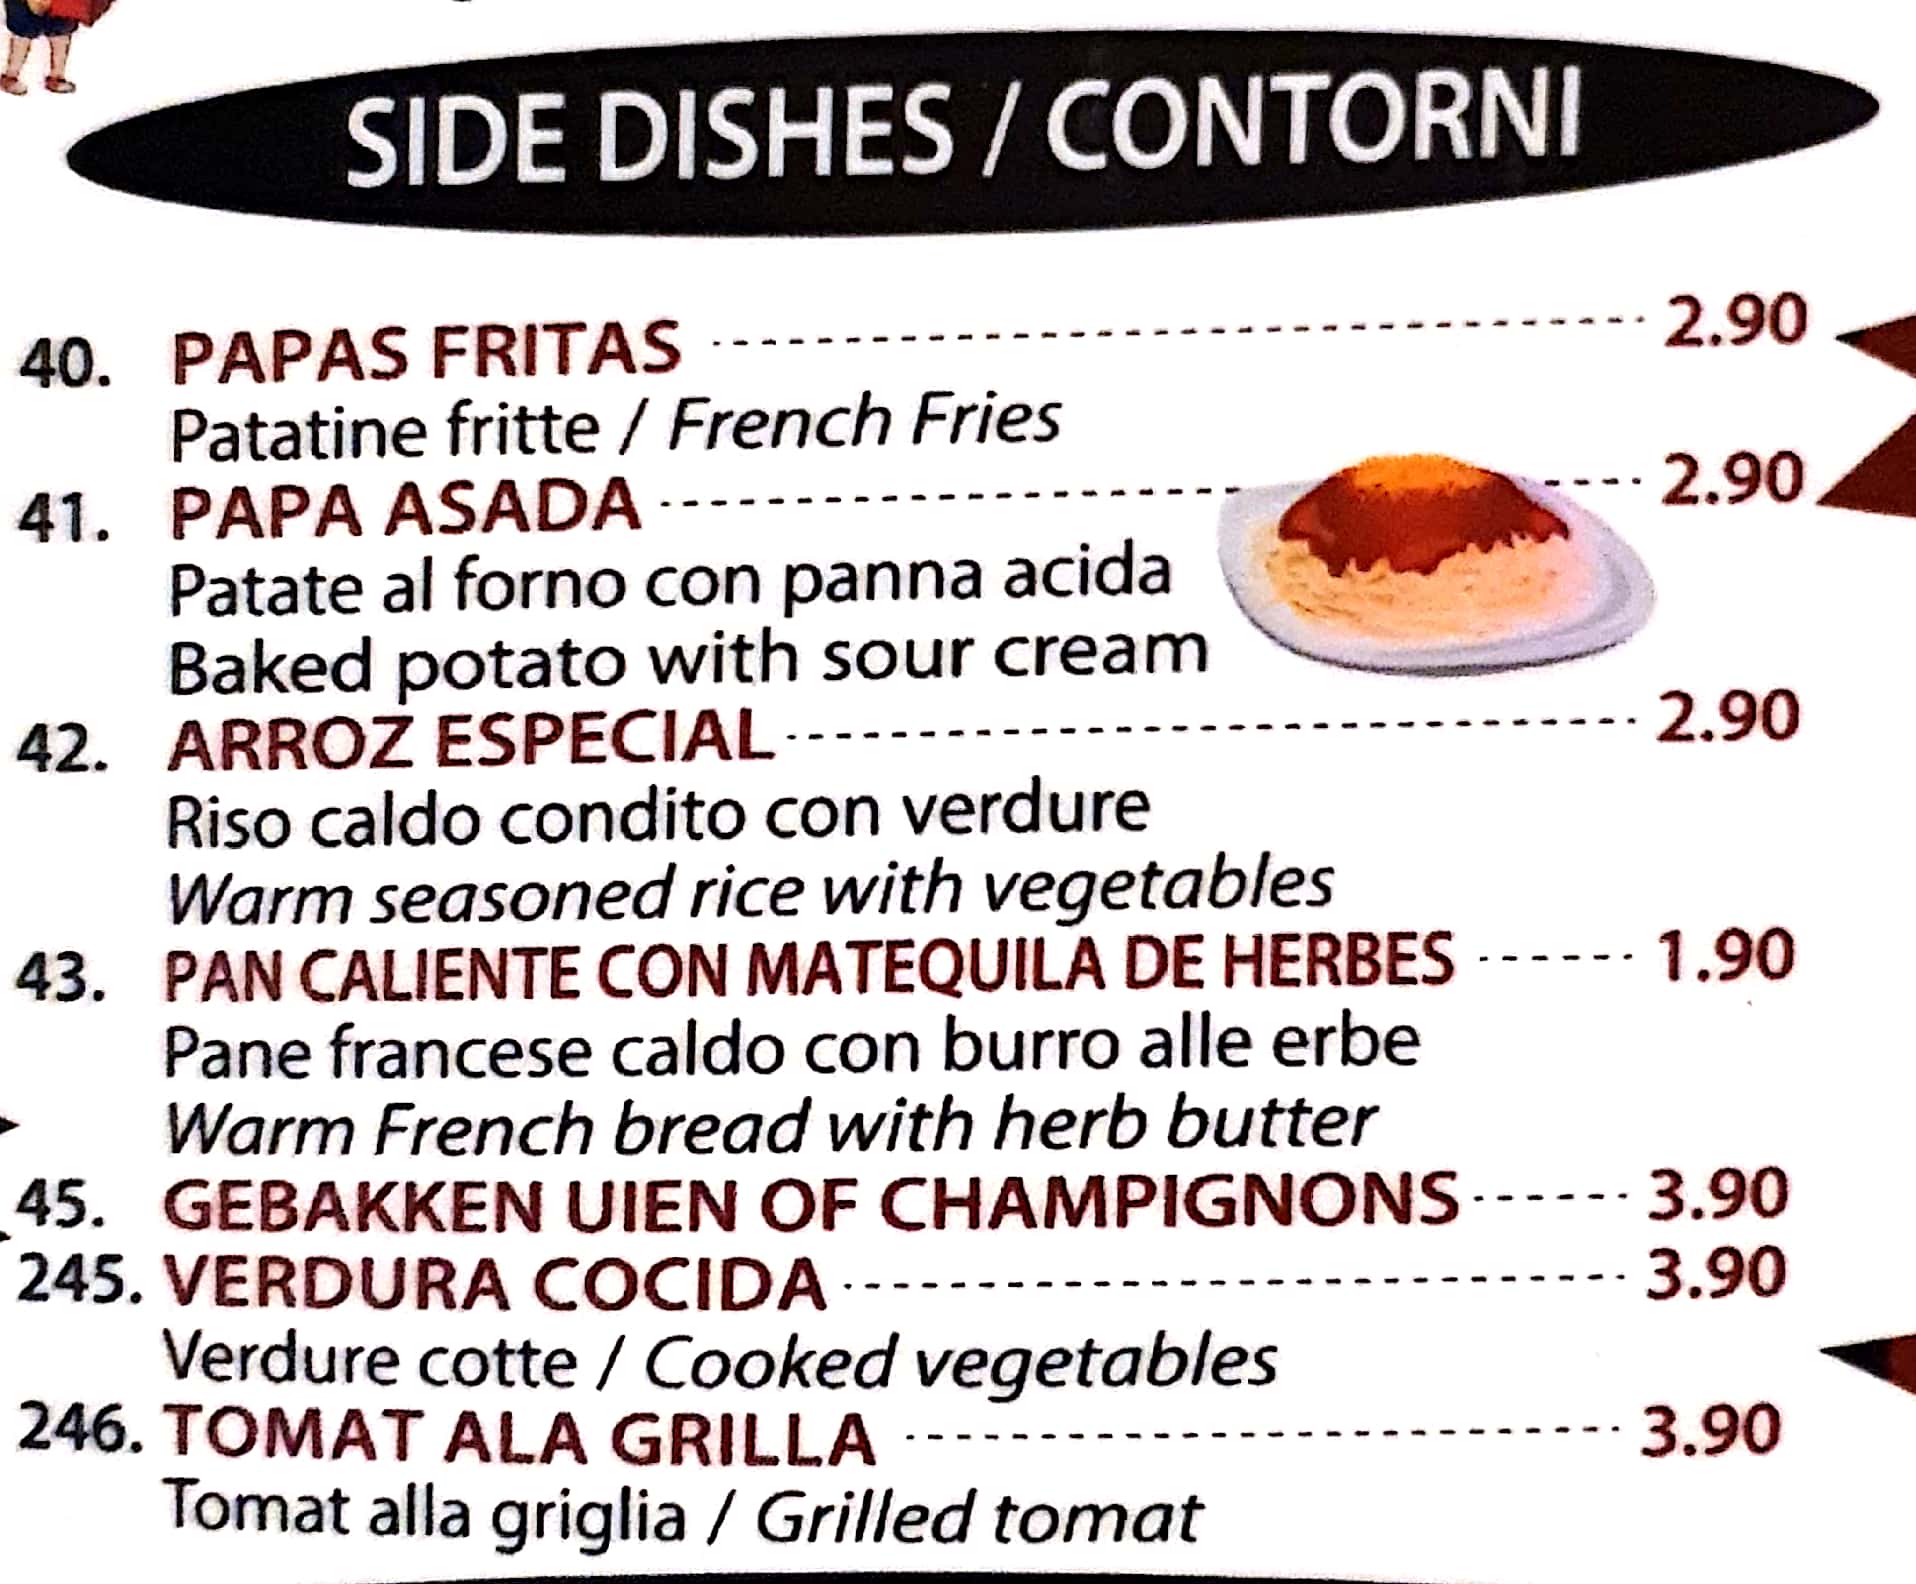 SIDE DISHES / CONTORNI
40. PAPAS FRITAS 2.90
Patatine fritte / French Fries
41. PAPA ASADA 2.90
Patate al forno con panna acida
Baked potato with sour cream
42. ARROZ ESPECIAL 2.90
Riso caldo condito con verdure
Warm seasoned rice with vegetables
43. PAN CALIENTE CON MATEQUILA DE HERBES 1.90
Pane francese caldo con burro alle erbe
Warm French bread with herb butter
45. GEBAKKEN UIEN OF CHAMPIGNONS 3.90
245. VERDURA COCIDA 3.90
Verdure cotte / Cooked vegetables
246. TOMAT ALA GRILLA 3.90
Tomat alla griglia / Grilled tomat